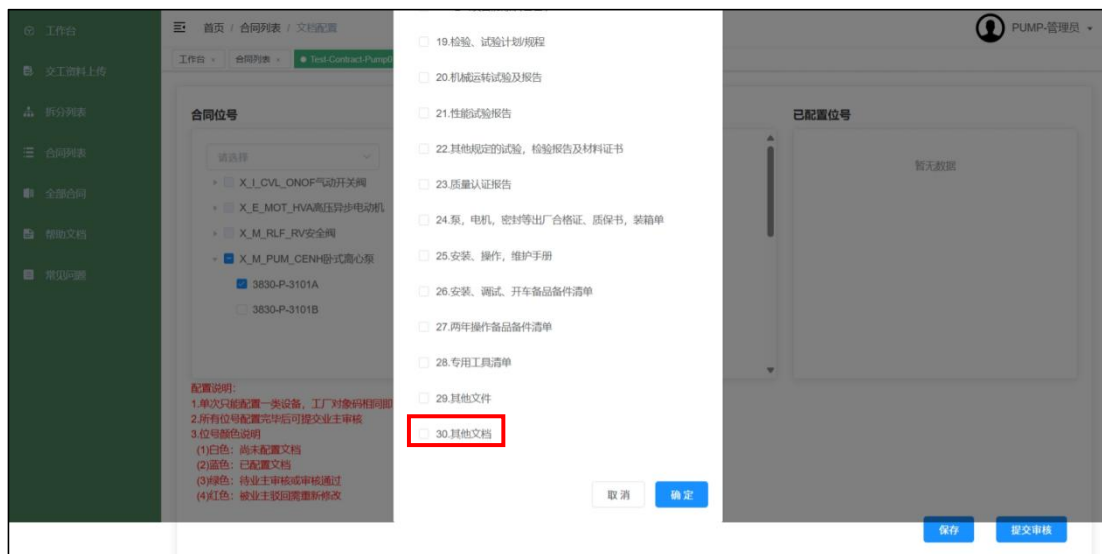 工作台
交工资料上传
拆分列表
合同列表
全部合同
帮助文档
常见问题
首页 / 合同列表 / 文档配置
PUMP-管理员
工作台 ×
合同列表 ×
Test-Contract-Pump0
合同位号
请选择
X_I_CVL_ONOF气动开关阀
X_E_MOT_HVA高压异步电动机
X_M_RLF_RV安全阀
X_M_PUM_CENH卧式离心泵
3830-P-3101A
3830-P-3101B
配置说明：
1.单次只能配置一类设备，工厂对象码相同即
2.所有位号配置完毕后可提交业主审核
3.位号颜色说明
(1)白色：尚未配置文档
(2)蓝色：已配置文档
(3)绿色：待业主审核或审核通过
(4)红色：被业主驳回需重新修改
19.检验、试验计划/规程
20.机械运转试验及报告
21.性能试验报告
22.其他规定的试验，检验报告及材料证书
23.质量认证报告
24.泵，电机，密封等出厂合格证、质保书，装箱单
25.安装、操作，维护手册
26.安装、调试、开车备品备件清单
27.两年操作备品备件清单
28.专用工具清单
29.其他文件
30.其他文档
取消
确定
已配置位号
暂无数据
保存
提交审核